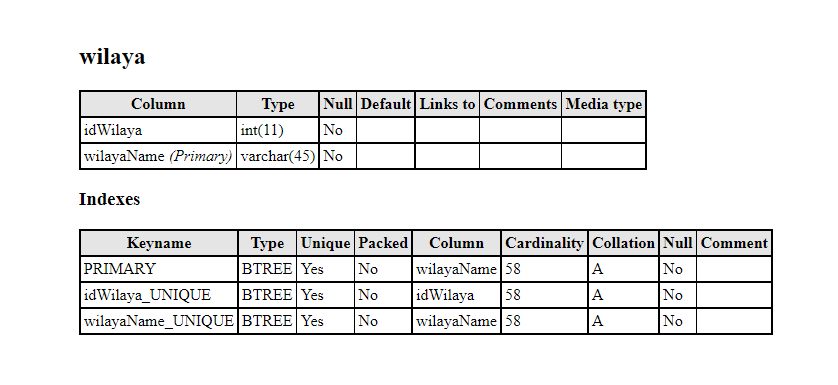 wilaya
Column Type Null Default Links to Comments Media type
idWilaya int(11) No
wilayaName (Primary) varchar(45) No
Indexes
Keyname Type Unique Packed Column Cardinality Collation Null Comment
PRIMARY BTREE Yes No wilayaName 58 A No
idWilaya_UNIQUE BTREE Yes No idWilaya 58 A No
wilayaName_UNIQUE BTREE Yes No wilayaName 58 A No